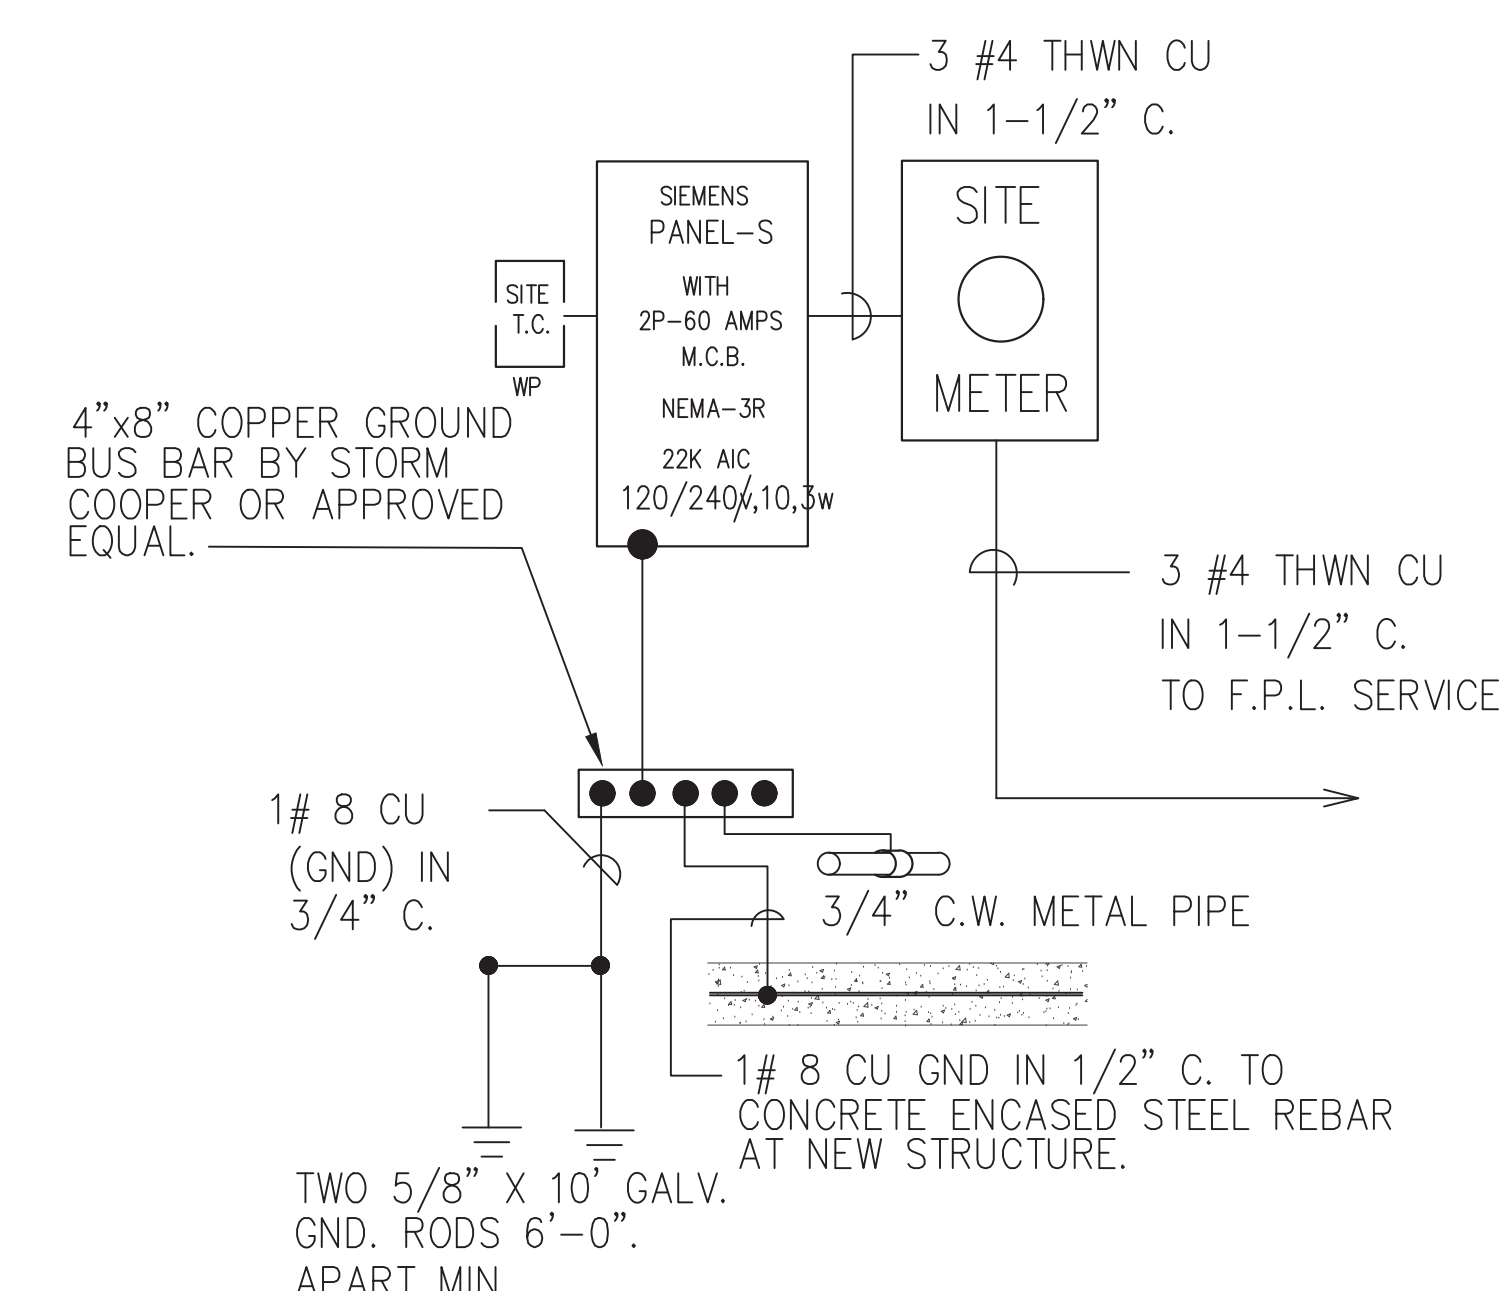 3 #4 THWN CU
IN 1-1/2" C.
SIEMENS
PANEL-S
WITH
2P-60 AMPS
M.C.B.
NEMA-3R
22K AIC
120/240v,1Ø,3w
SITE
METER
SITE
T.C.
WP
4"x8" COPPER GROUND
BUS BAR BY STORM
COOPER OR APPROVED
EQUAL.
3 #4 THWN CU
IN 1-1/2" C.
TO F.P.L. SERVICE
1# 8 CU
(GND) IN
3/4" C.
3/4" C.W. METAL PIPE
1# 8 CU GND IN 1/2" C. TO
CONCRETE ENCASED STEEL REBAR
AT NEW STRUCTURE.
TWO 5/8" X 10' GALV.
GND. RODS 6'-0".
APART MIN